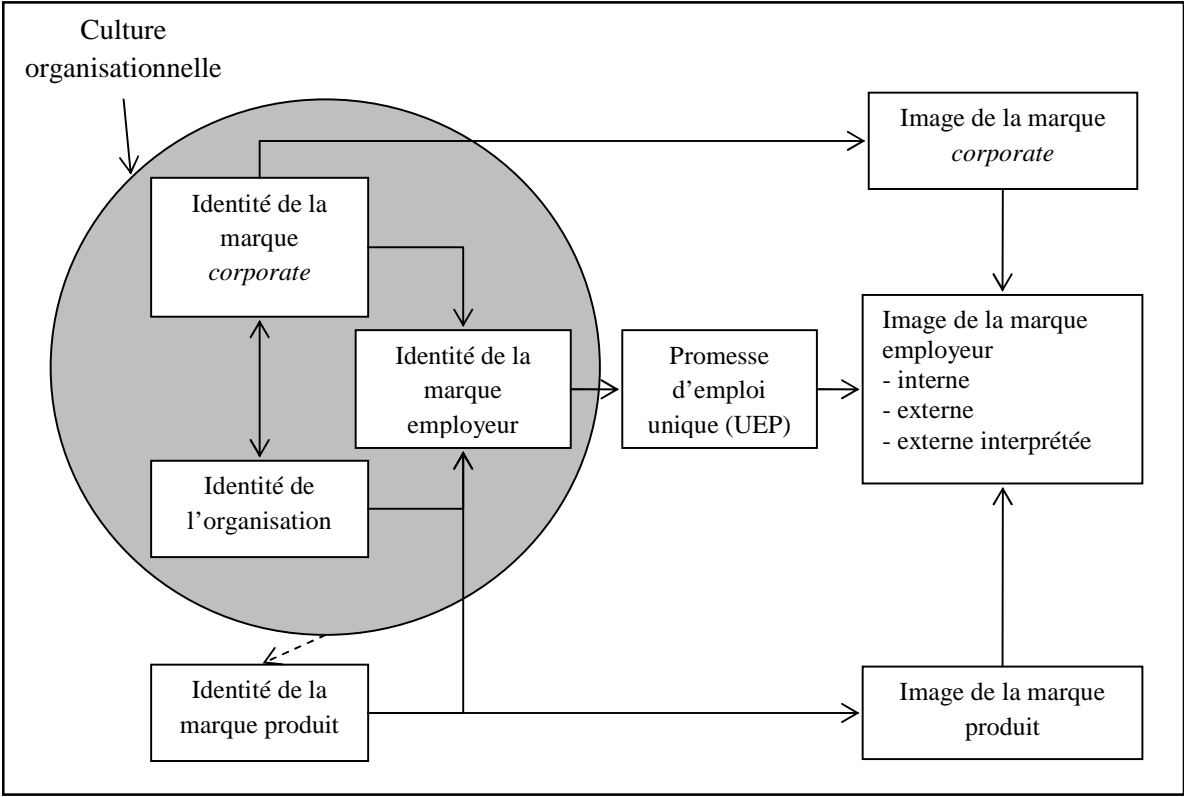 Culture
organisationnelle
Image de la marque
corporate
Identité de la
marque
corporate
Image de la marque
employeur
- interne
- externe
- externe interprétée
Identité de la
marque
employeur
Promesse
d’emploi
unique (UEP)
Identité de
l’organisation
Identité de la
marque produit
Image de la marque
produit